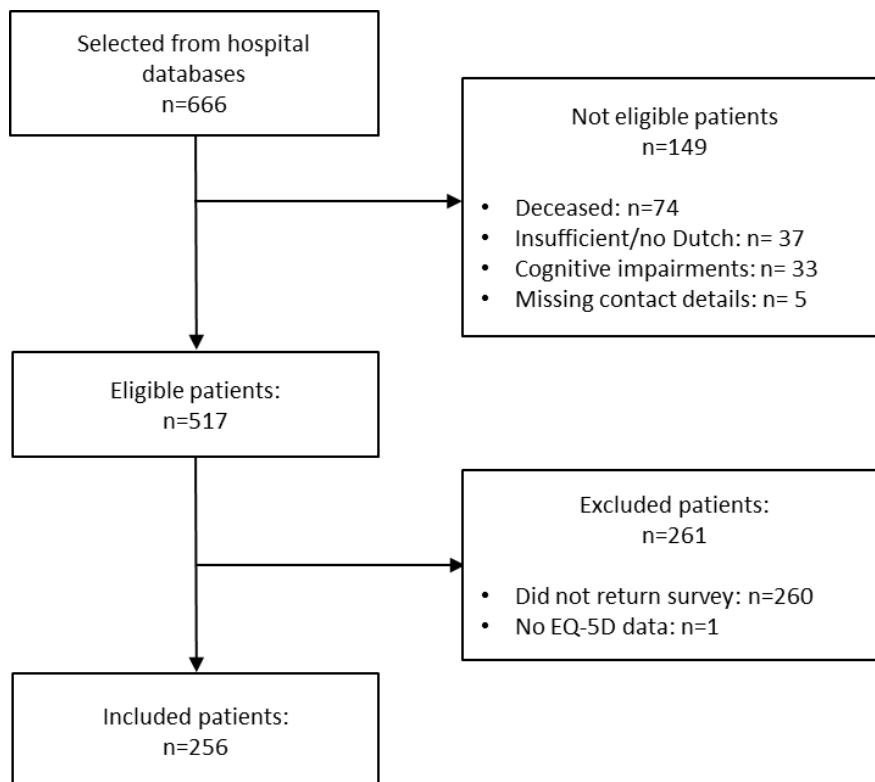 Selected from hospital
databases
n=666
Not eligible patients
n=149
• Deceased: n=74
• Insufficient/no Dutch: n= 37
• Cognitive impairments: n= 33
• Missing contact details: n= 5
Eligible patients:
n=517
Excluded patients:
n=261
• Did not return survey: n=260
• No EQ-5D data: n=1
Included patients:
n=256